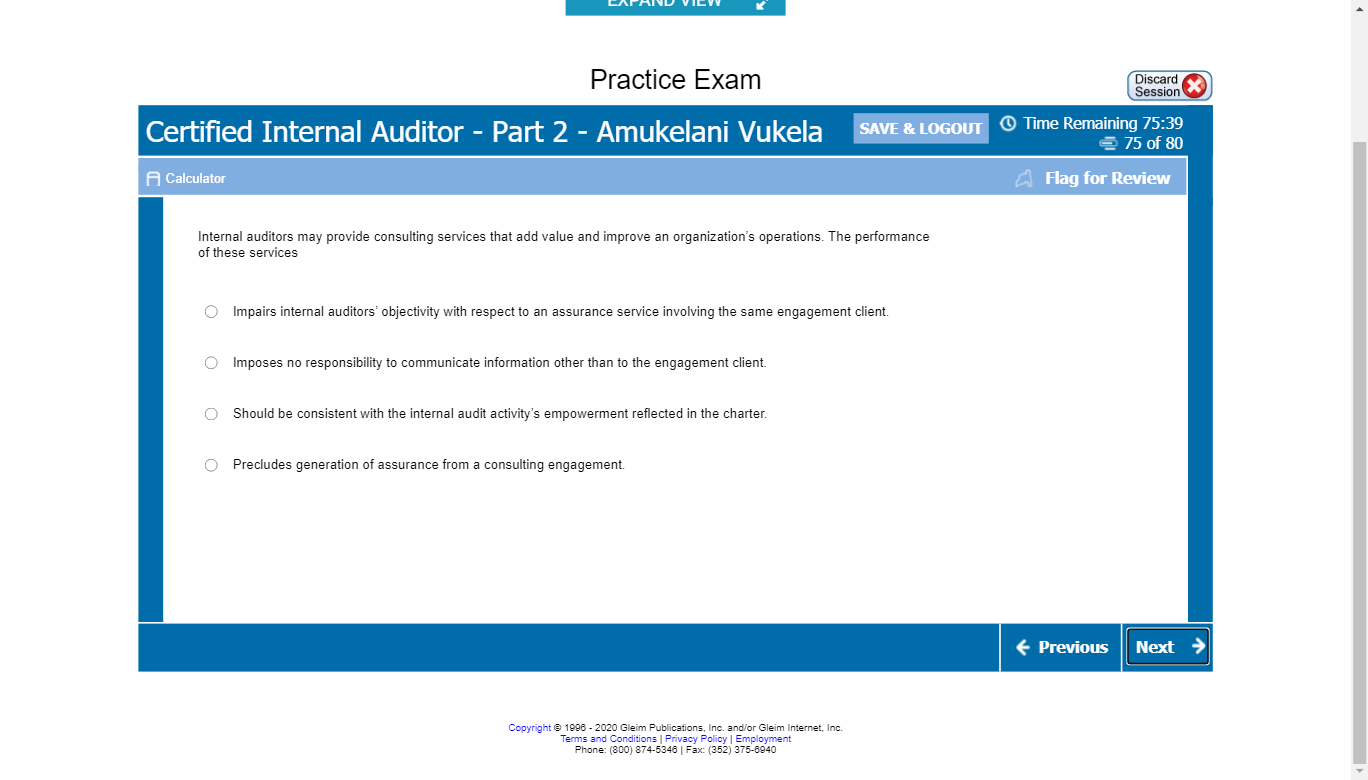 EXPAND VIEW
Practice Exam
Discard
Session
Certified Internal Auditor - Part 2 - Amukelani Vukela
SAVE & LOGOUT
Time Remaining 75:39
75 of 80
Calculator
Flag for Review
Internal auditors may provide consulting services that add value and improve an organization's operations. The performance
of these services
Impairs internal auditors' objectivity with respect to an assurance service involving the same engagement client.
Imposes no responsibility to communicate information other than to the engagement client.
Should be consistent with the internal audit activity's empowerment reflected in the charter.
Precludes generation of assurance from a consulting engagement.
Previous
Next
Copyright © 1996 - 2020 Gleim Publications, Inc. and/or Gleim Internet, Inc.
Terms and Conditions | Privacy Policy | Employment
Phone: (800) 874-5346 | Fax: (352) 375-6940